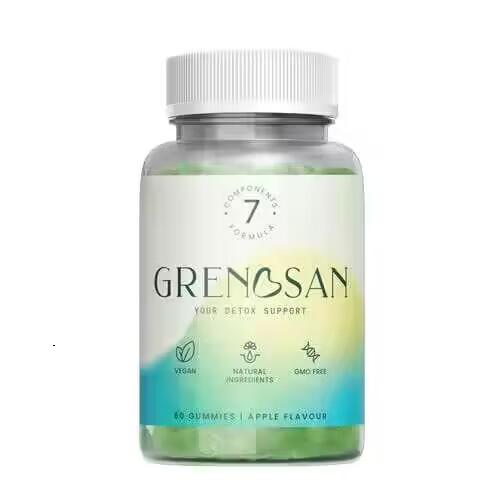 COMPONENTS
7
FORMULA
GRENOSAN
YOUR DETOX SUPPORT
VEGAN
NATURAL
INGREDIENTS
GMO FREE
60 GUMMIES | APPLE FLAVOUR